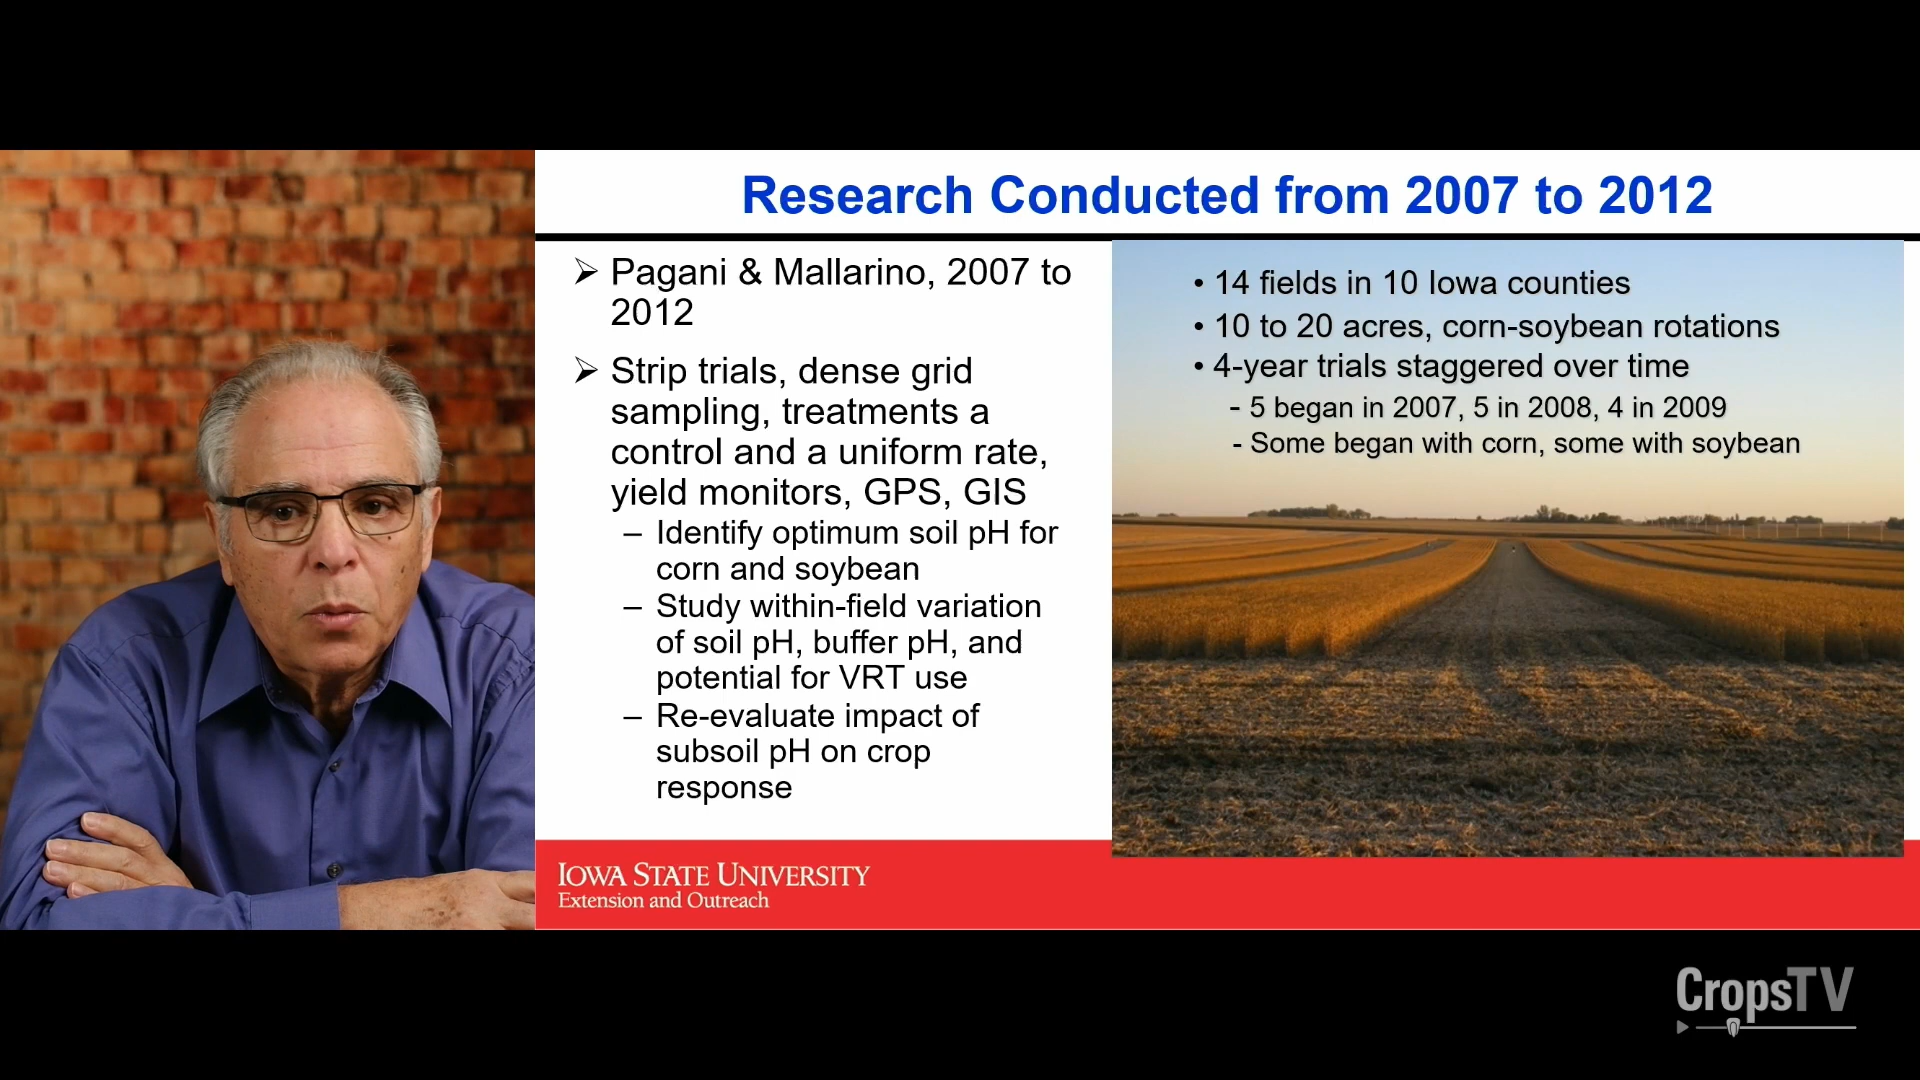 Research Conducted from 2007 to 2012
➢ Pagani & Mallarino, 2007 to
2012
➢ Strip trials, dense grid
sampling, treatments a
control and a uniform rate,
yield monitors, GPS, GIS
– Identify optimum soil pH for
corn and soybean
– Study within-field variation
of soil pH, buffer pH, and
potential for VRT use
– Re-evaluate impact of
subsoil pH on crop
response
• 14 fields in 10 Iowa counties
• 10 to 20 acres, corn-soybean rotations
• 4-year trials staggered over time
- 5 began in 2007, 5 in 2008, 4 in 2009
- Some began with corn, some with soybean
IOWA STATE UNIVERSITY
Extension and Outreach
CropsTV